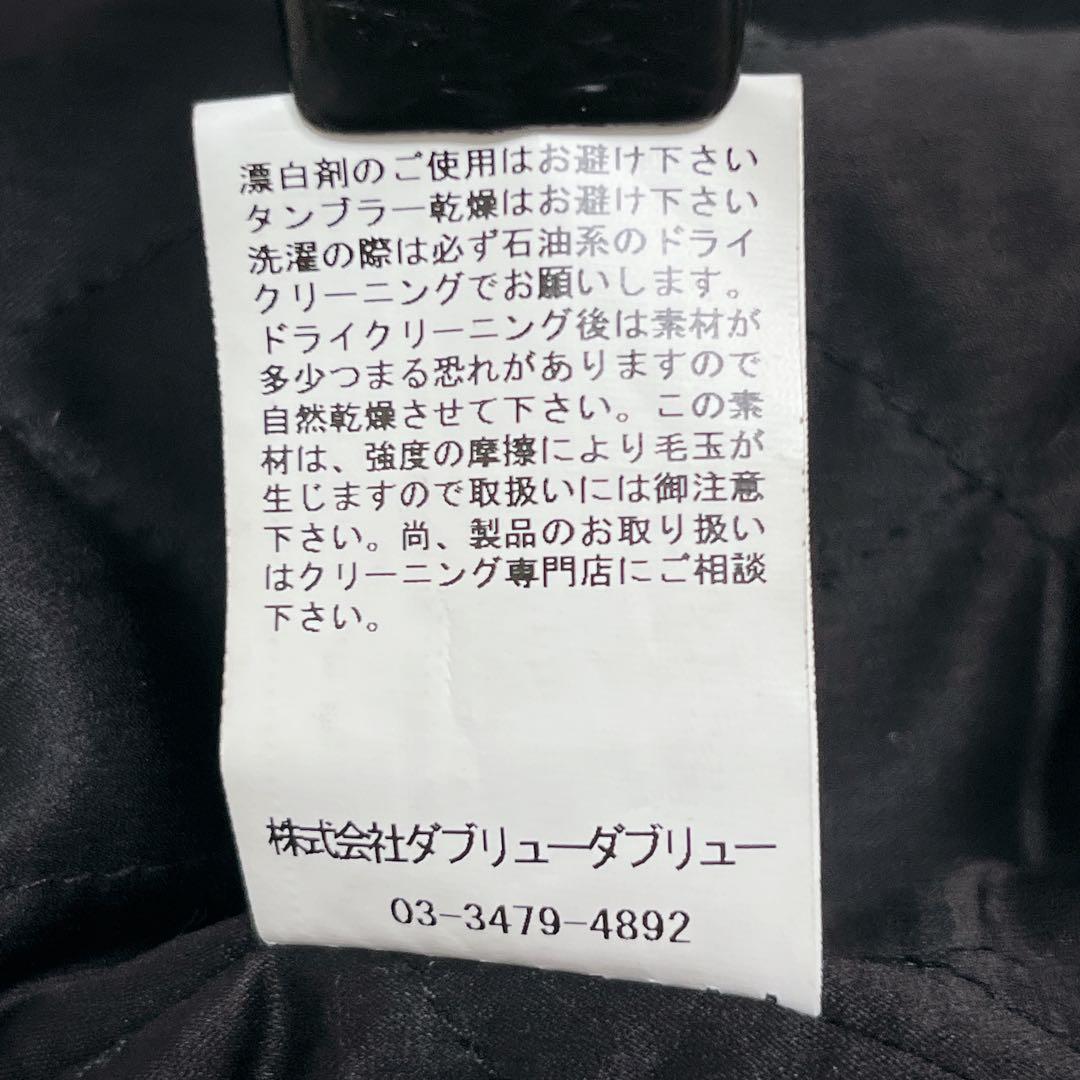 漂白剤のご使用はお避け下さい
タンブラー乾燥はお避け下さい
洗濯の際は必ず石油系のドライ
クリーニングでお願いします。
ドライクリーニング後は素材が
多少つまる恐れがありますので
自然乾燥させて下さい。この素
材は、強度の摩擦により毛玉が
生じますので取扱いには御注意
下さい。尚、製品のお取り扱い
はクリーニング専門店にご相談
下さい。
株式会社ダブリューダブリュー
03-3479-4892